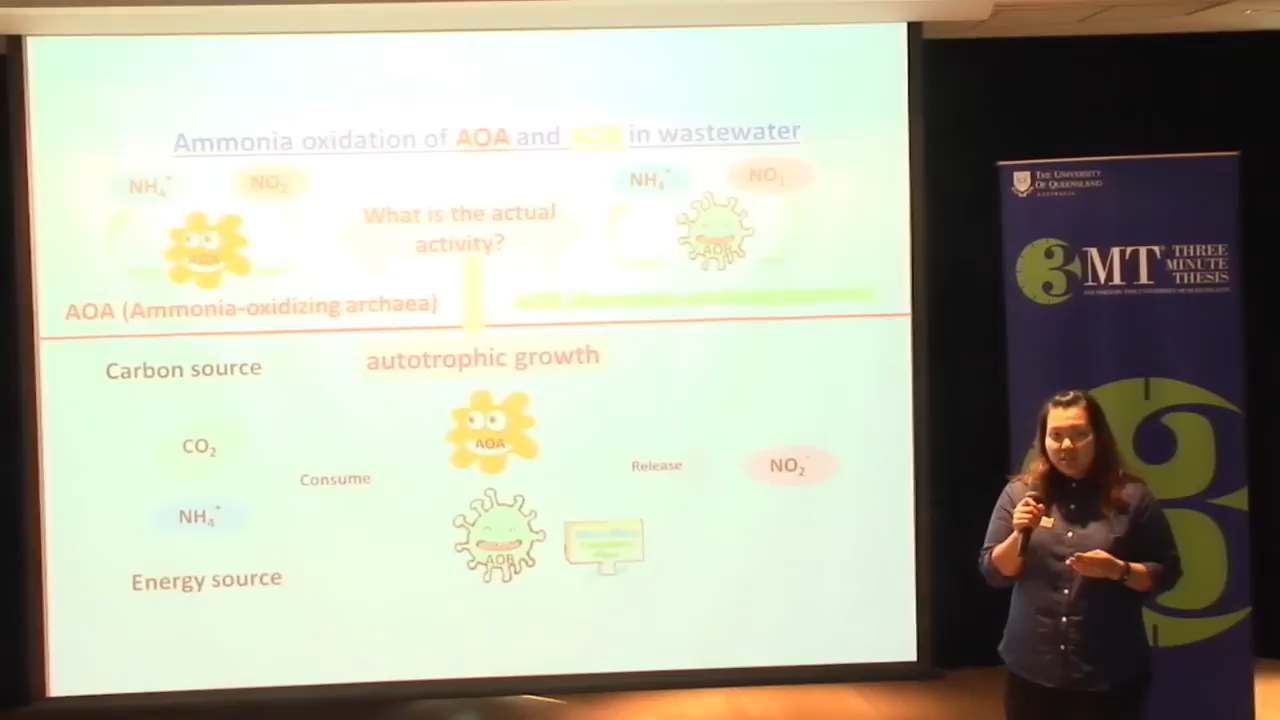 Ammonia oxidation of AOA and AOB in wastewater
NH₄⁺
NO₂⁻
NH₄⁺
What is the actual
activity?
AOA
AOB
AOA (Ammonia-oxidizing archaea)
Carbon source
autotrophic growth
AOA
CO₂
Consume
Release
NO₂⁻
NH₄⁺
AOB
Energy source
THE UNIVERSITY
OF QUEENSLAND
AUSTRALIA
3MT THREE
MINUTE
THESIS
3